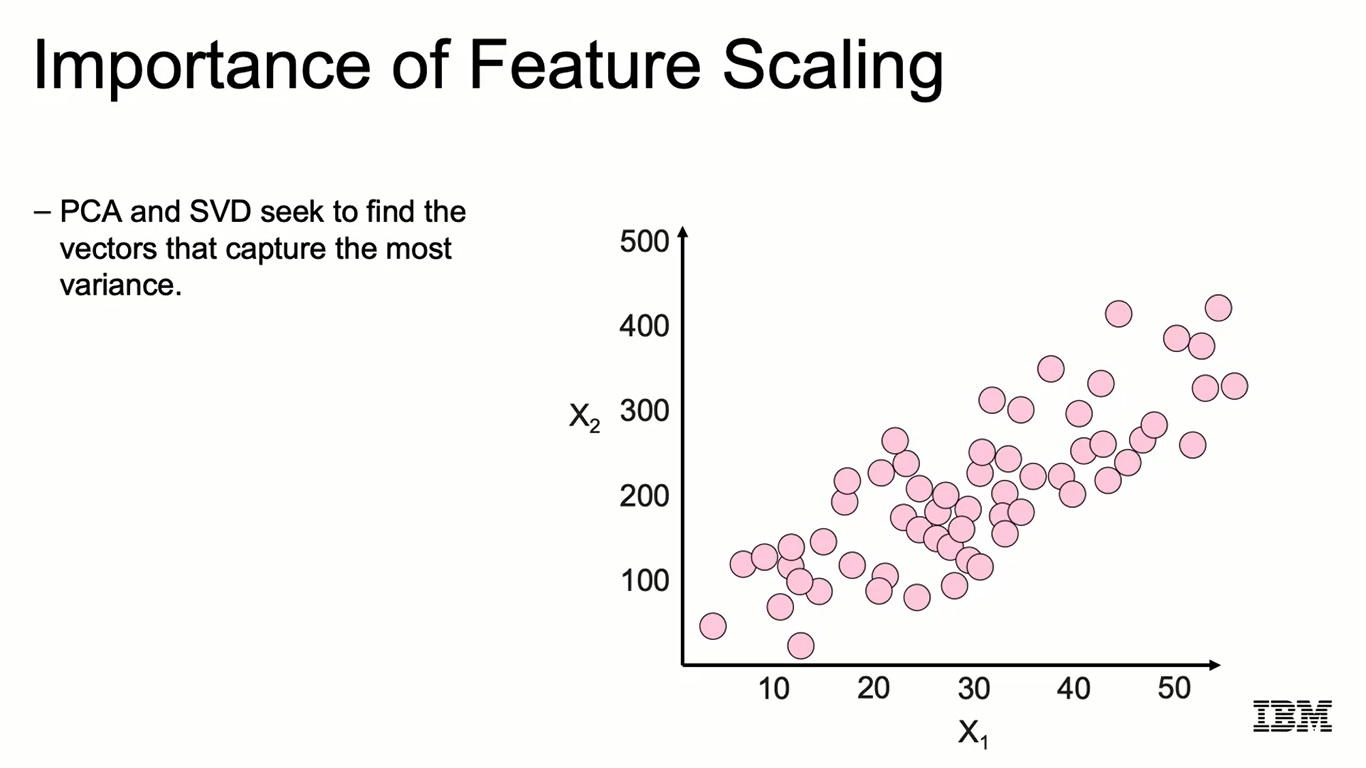 Importance of Feature Scaling
– PCA and SVD seek to find the
vectors that capture the most
variance.
500
400
X₂ 300
200
100
10 20 30 40 50
X₁
IBM